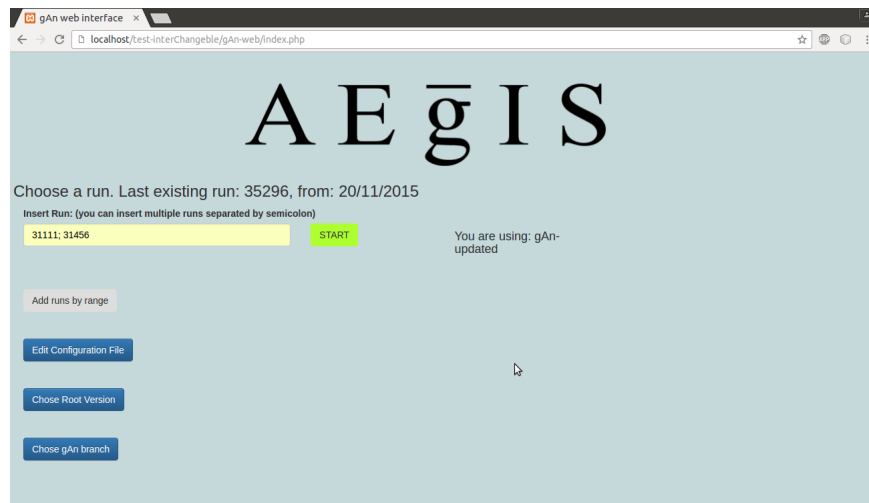 gAn web interface
localhost/test-interChangeble/gAn-web/index.php
A E g̅ I S
Choose a run. Last existing run: 35296, from: 20/11/2015
Insert Run: (you can insert multiple runs separated by semicolon)
31111; 31456
START
You are using: gAn-
updated
Add runs by range
Edit Configuration File
Chose Root Version
Chose gAn branch